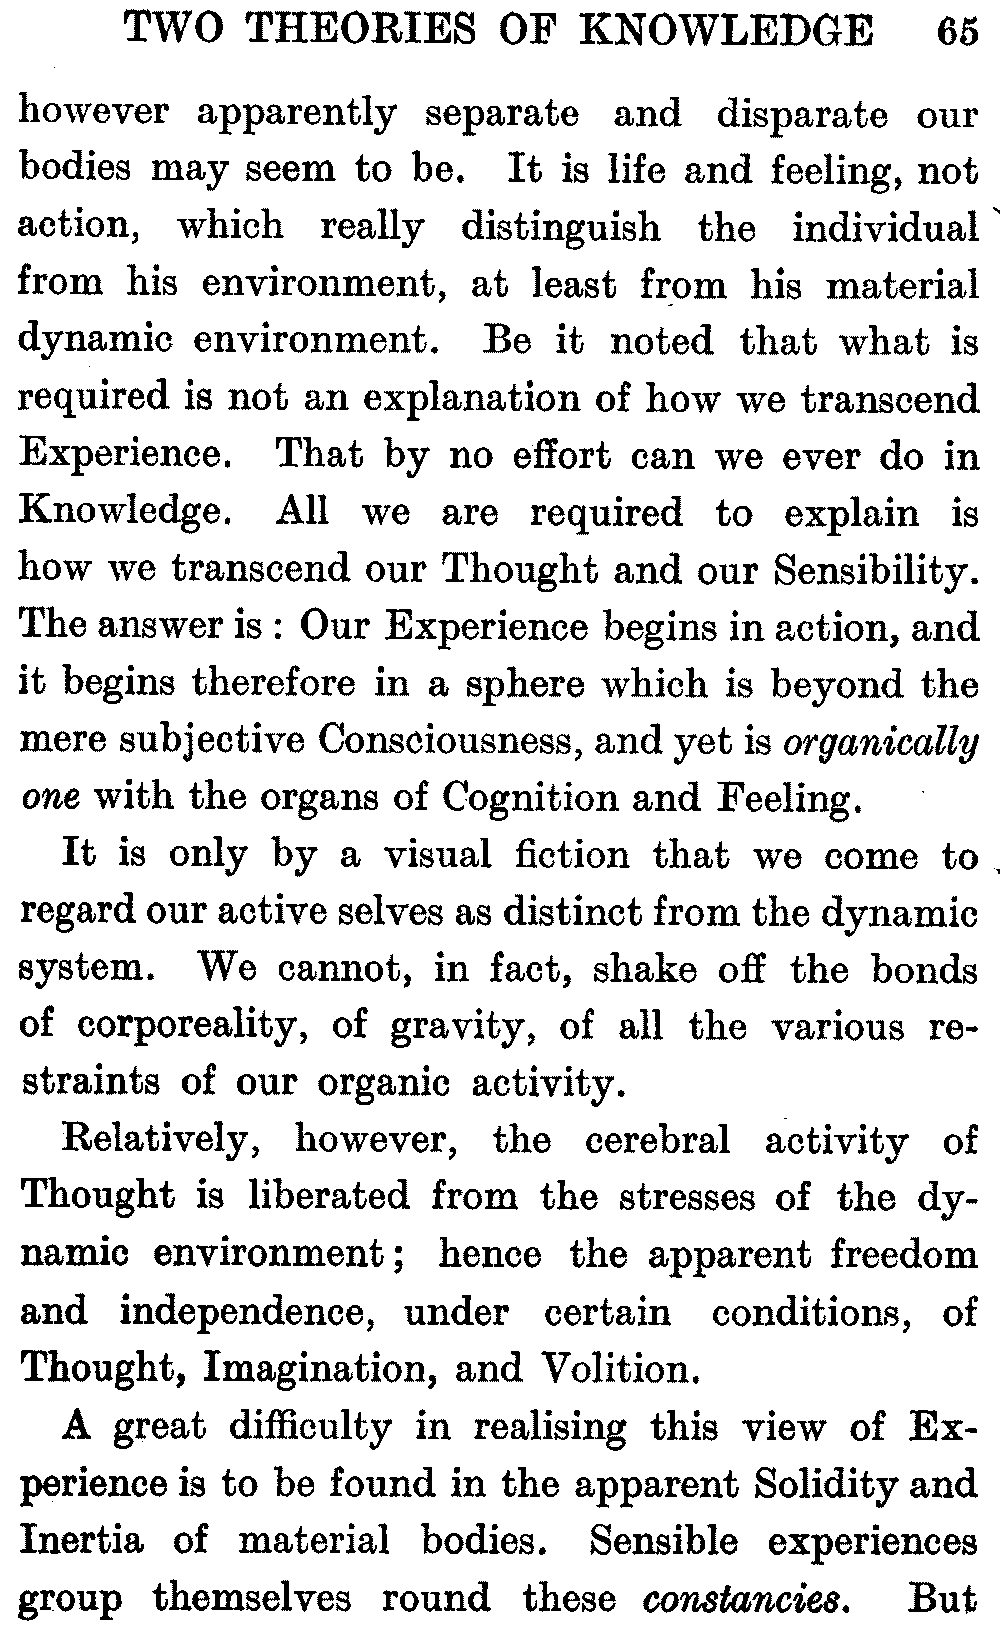 TWO THEORIES OF KNOWLEDGE 65
however apparently separate and disparate our
bodies may seem to be. It is life and feeling, not
action, which really distinguish the individual
from his environment, at least from his material
dynamic environment. Be it noted that what is
required is not an explanation of how we transcend
Experience. That by no effort can we ever do in
Knowledge. All we are required to explain is
how we transcend our Thought and our Sensibility.
The answer is : Our Experience begins in action, and
it begins therefore in a sphere which is beyond the
mere subjective Consciousness, and yet is organically
one with the organs of Cognition and Feeling.
It is only by a visual fiction that we come to
regard our active selves as distinct from the dynamic
system. We cannot, in fact, shake off the bonds
of corporeality, of gravity, of all the various re-
straints of our organic activity.
Relatively, however, the cerebral activity of
Thought is liberated from the stresses of the dy-
namic environment; hence the apparent freedom
and independence, under certain conditions, of
Thought, Imagination, and Volition.
A great difficulty in realising this view of Ex-
perience is to be found in the apparent Solidity and
Inertia of material bodies. Sensible experiences
group themselves round these constancies. But